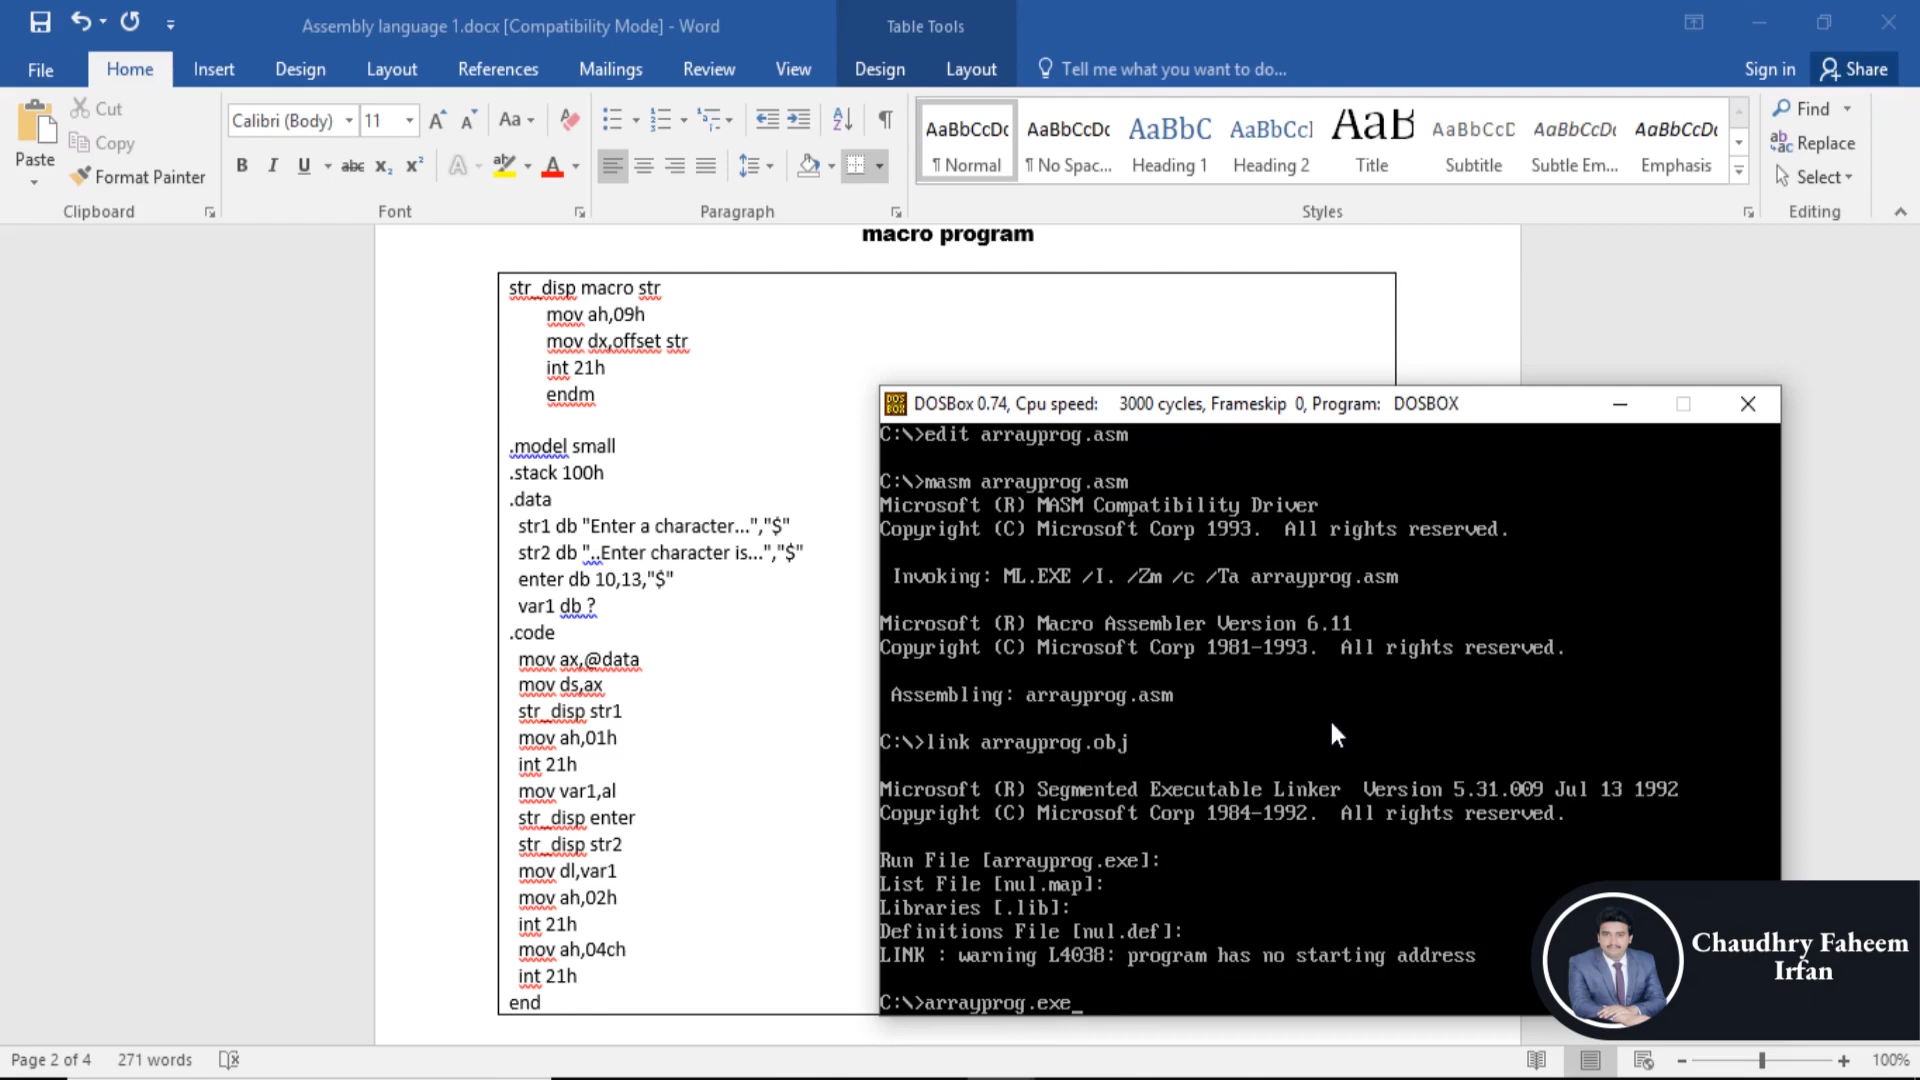 Assembly language 1.docx [Compatibility Mode] - Word
Table Tools
File
Home
Insert
Design
Layout
References
Mailings
Review
View
Design
Layout
Tell me what you want to do...
Sign in
Share
Paste
Cut
Copy
Format Painter
Clipboard
Calibri (Body)
11
Aa
B I U abc X₂ X²
A
ab
A
Font
Paragraph
AaBbCcDc
¶ Normal
AaBbCcDc
¶ No Spac...
AaBbC
Heading 1
AaBbCcl
Heading 2
AaB
Title
AaBbCcD
Subtitle
AaBbCcDc
Subtle Em...
AaBbCcDc
Emphasis
Styles
Find
Replace
Select
Editing
macro program
str_disp macro str
mov ah,09h
mov dx,offset str
int 21h
endm
.model small
.stack 100h
.data
str1 db "Enter a character...","$"
str2 db "..Enter character is...","$"
enter db 10,13,"$"
var1 db ?
.code
mov ax,@data
mov ds,ax
str_disp str1
mov ah,01h
int 21h
mov var1,al
str_disp enter
str_disp str2
mov dl,var1
mov ah,02h
int 21h
mov ah,04ch
int 21h
end
DOSBox 0.74, Cpu speed: 3000 cycles, Frameskip 0, Program: DOSBOX
C:\>edit arrayprog.asm
C:\>masm arrayprog.asm
Microsoft (R) MASM Compatibility Driver
Copyright (C) Microsoft Corp 1993. All rights reserved.
Invoking: ML.EXE /I. /Zm /c /Ta arrayprog.asm
Microsoft (R) Macro Assembler Version 6.11
Copyright (C) Microsoft Corp 1981-1993. All rights reserved.
Assembling: arrayprog.asm
C:\>link arrayprog.obj
Microsoft (R) Segmented Executable Linker Version 5.31.009 Jul 13 1992
Copyright (C) Microsoft Corp 1984-1992. All rights reserved.
Run File [arrayprog.exe]:
List File [nul.map]:
Libraries [.lib]:
Definitions File [nul.def]:
LINK : warning L4038: program has no starting address
C:\>arrayprog.exe_
Chaudhry Faheem
Irfan
Page 2 of 4
271 words
100%